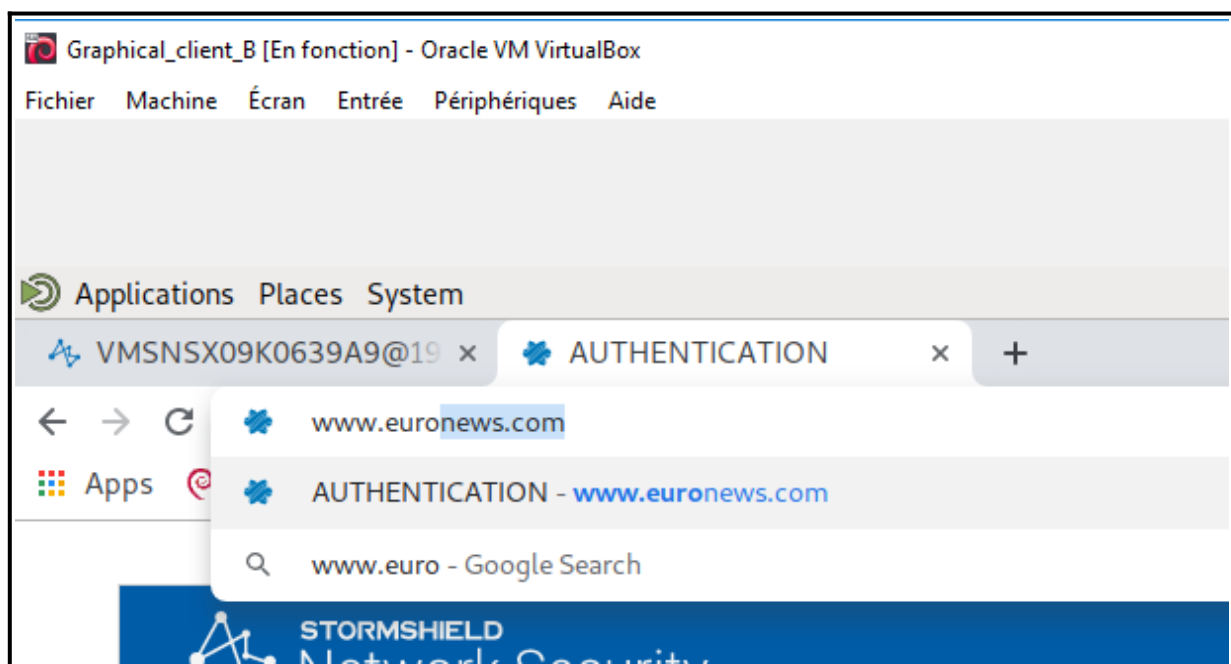 Graphical_client_B [En fonction] - Oracle VM VirtualBox
Fichier Machine Écran Entrée Périphériques Aide
Applications Places System
VMSNSX09K0639A9@19 × AUTHENTICATION × +
www.euronews.com
Apps AUTHENTICATION - www.euronews.com
www.euro - Google Search
STORMSHIELD
Network Security